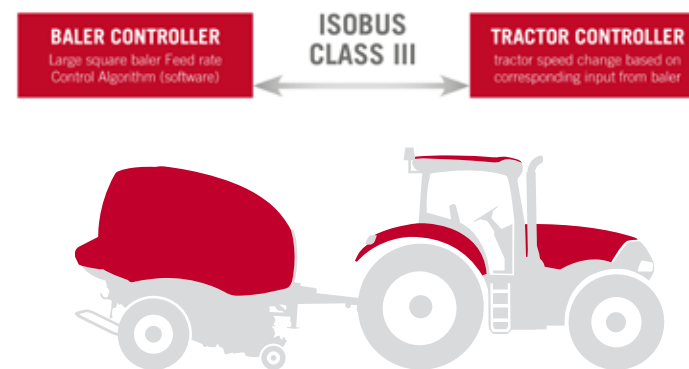 BALER CONTROLLER
Large square baler Feed rate
Control Algorithm (software)
ISOBUS
CLASS III
TRACTOR CONTROLLER
tractor speed change based on
corresponding input from baler